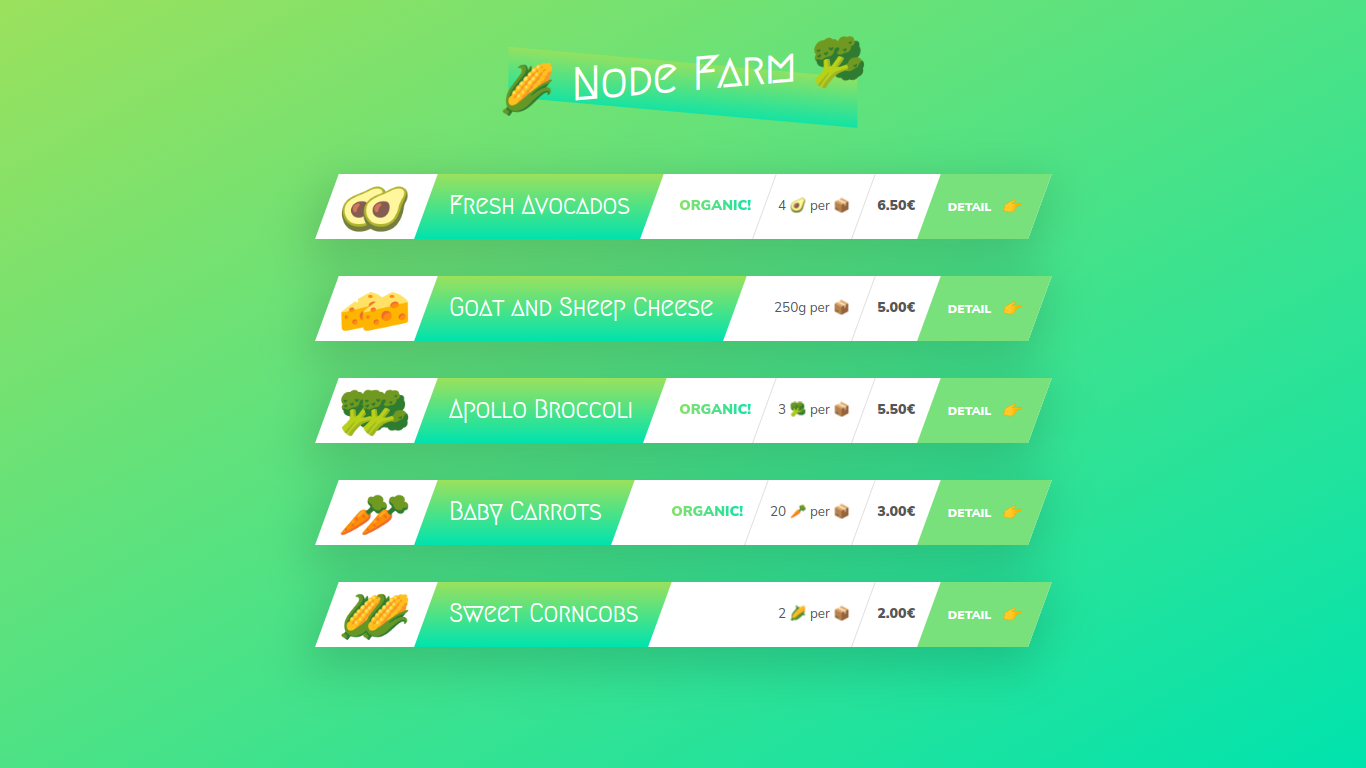 🌽 Node Farm 🥦
Fresh Avocados ORGANIC! 4 🥑 per 📦 6.50€ DETAIL 👉
Goat and Sheep Cheese 250g per 📦 5.00€ DETAIL 👉
Apollo Broccoli ORGANIC! 3 🥦 per 📦 5.50€ DETAIL 👉
Baby Carrots ORGANIC! 20 🥕 per 📦 3.00€ DETAIL 👉
Sweet Corncobs 2 🌽 per 📦 2.00€ DETAIL 👉